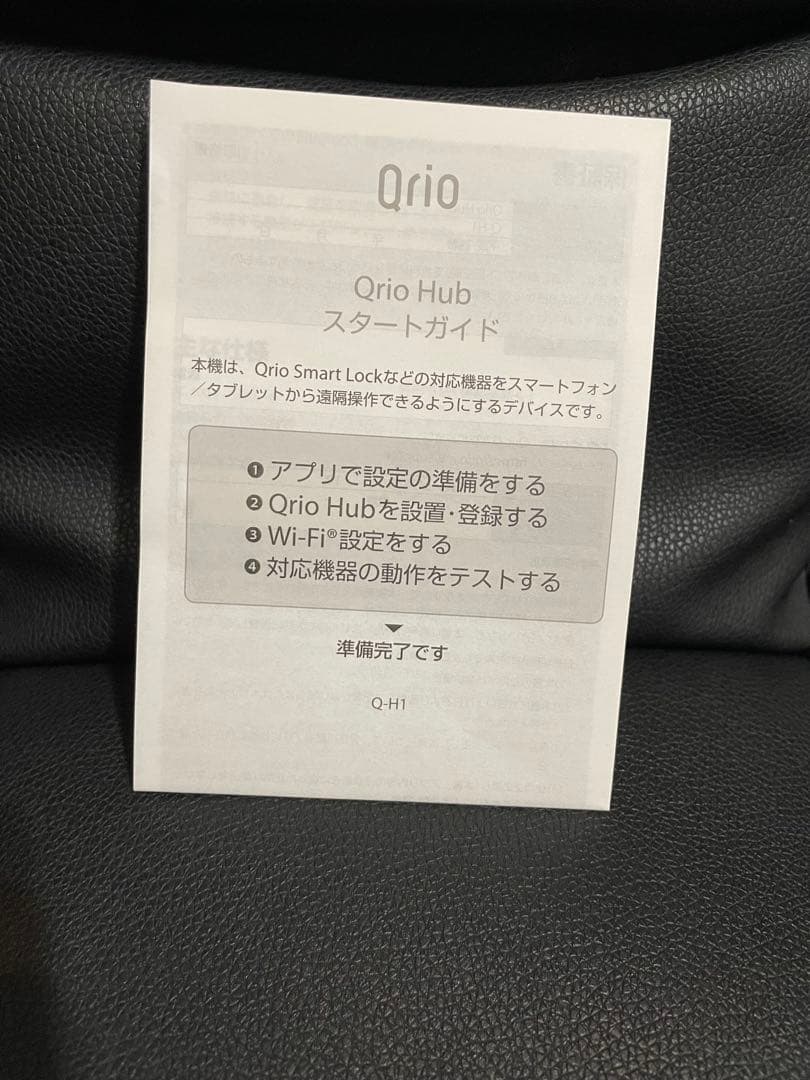 Qrio
Qrio Hub
スタートガイド
本機は、Qrio Smart Lockなどの対応機器をスマートフォン
／タブレットから遠隔操作できるようにするデバイスです。
❶ アプリで設定の準備をする
❷ Qrio Hubを設置・登録する
❸ Wi-Fi®設定をする
❹ 対応機器の動作をテストする
準備完了です
Q-H1